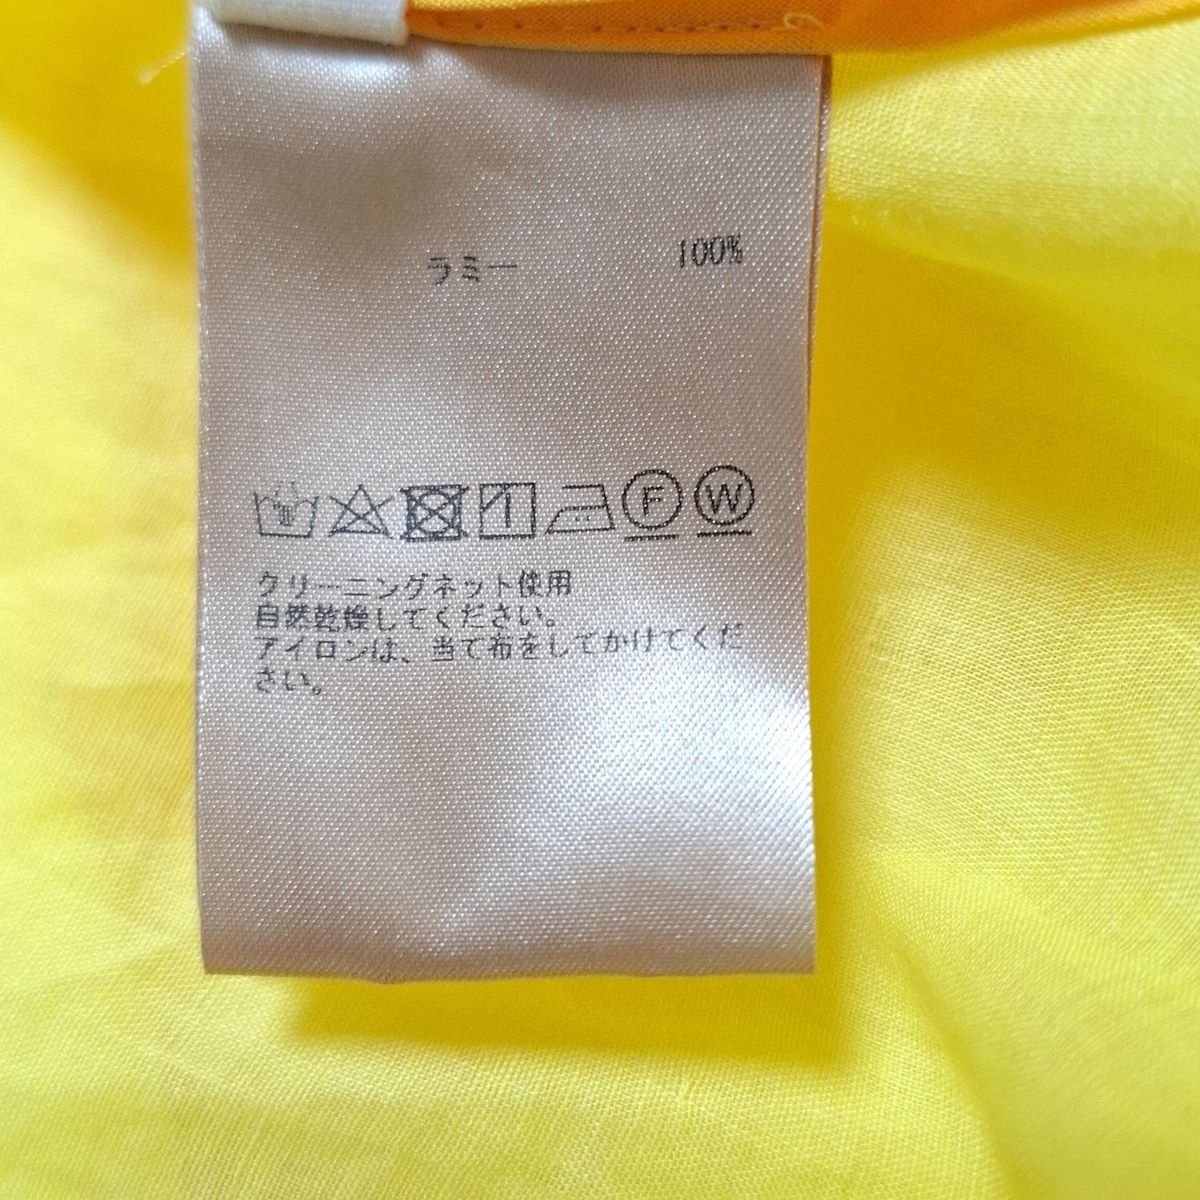 ラミー 100%
F W
クリーニングネット使用
自然乾燥してください。
アイロンは、当て布をしてかけてくだ
さい。